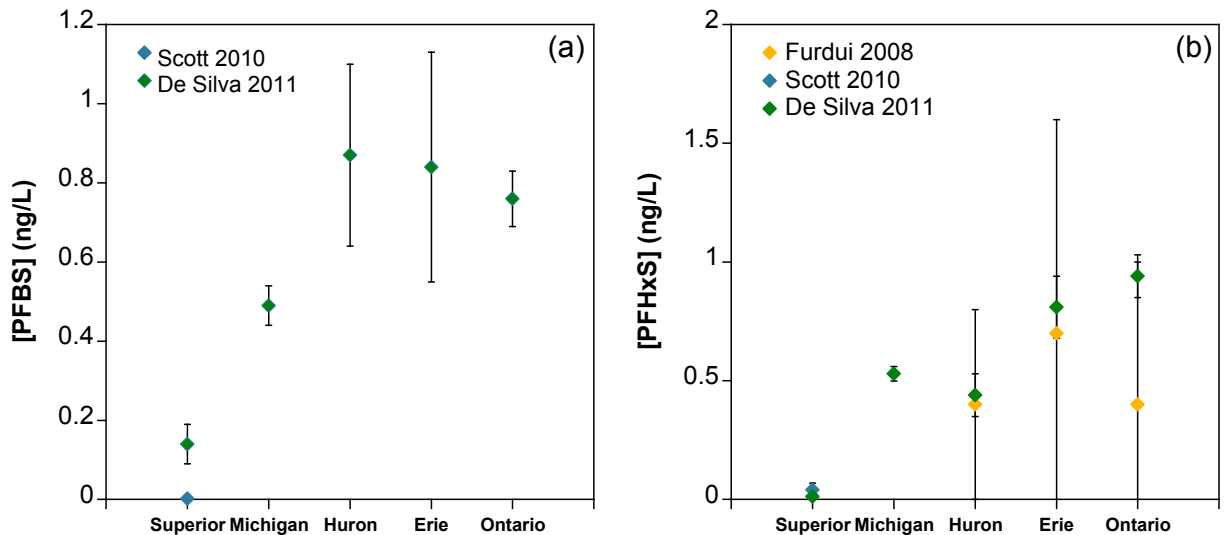 (a)
Scott 2010
De Silva 2011
[PFBS] (ng/L)
1.2
1
0.8
0.6
0.4
0.2
0
Superior Michigan Huron Erie Ontario
(b)
Furdui 2008
Scott 2010
De Silva 2011
[PFHxS] (ng/L)
2
1.5
1
0.5
0
Superior Michigan Huron Erie Ontario